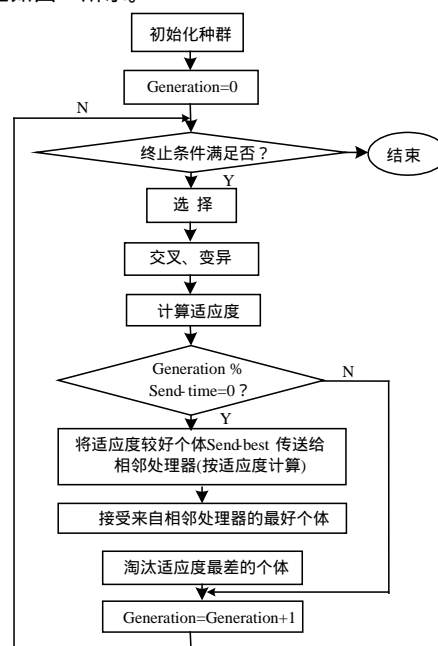 初始化种群
Generation=0
N
终止条件满足否？
结束
Y
选 择
交叉、变异
计算适应度
Generation %
Send-time=0？
N
Y
将适应度较好个体Send-best 传送给
相邻处理器(按适应度计算)
接受来自相邻处理器的最好个体
淘汰适应度最差的个体
Generation=Generation+1